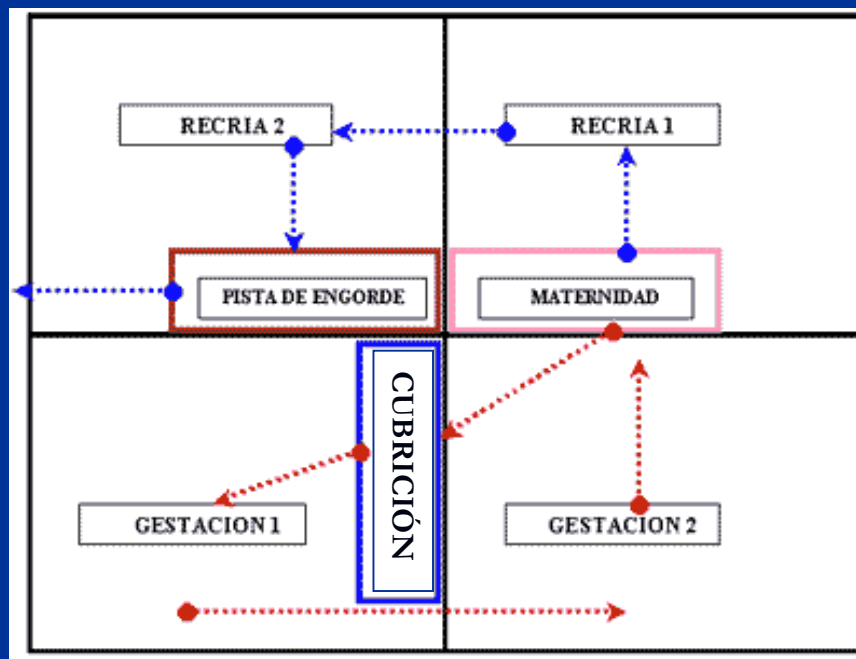 RECRIA 2
RECRIA 1
PISTA DE ENGORDE
MATERNIDAD
CUBRICIÓN
GESTACION 1
GESTACION 2